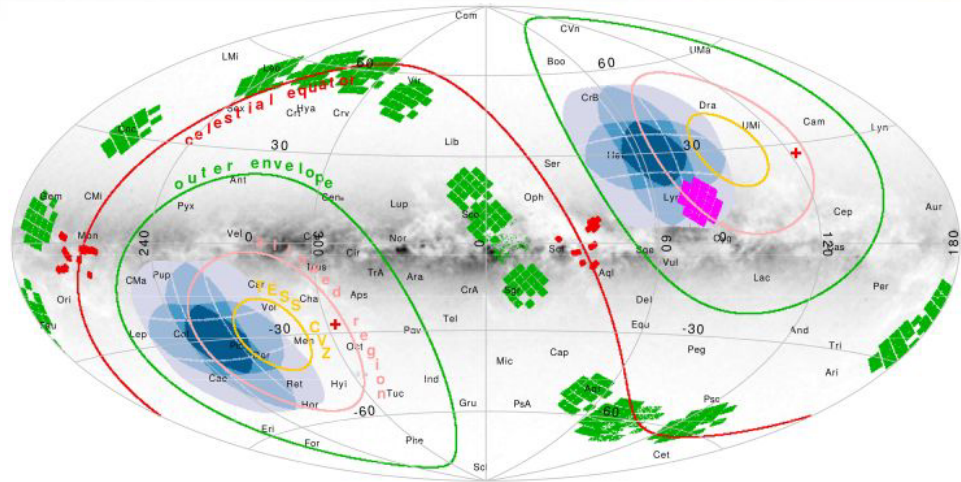 Com
CVn
LMi
UMa
Boo
60
60
Leo
Vir
CrB
Dra
Sex
Hya
Crt
Crv
UMi
Cam
Lyn
Cnc
celestial equator
Lib
30
30
Ser
Her
outer envelope
Ant
Gem
CMi
Cen
Pyx
Lup
Oph
Lyr
Sco
Cep
Aur
Mon
240
Vel
300
Nor
0
Sct
Sge
60
Cyg
120
Cas
180
Cir
Vul
CMa
Pup
Car
Mus
TrA
Ara
Aql
Lac
Per
Ori
Vol
Cha
Aps
CrA
Sgr
Del
TESS CVZ
sized region
Lep
Col
-30
Men
Oct
Pav
Tel
Equ
-30
And
Tau
Pic
Dor
Mic
Cap
Peg
Tri
Cae
Ret
Hyi
Ind
Ari
Hor
Tuc
Aqr
-60
Gru
PsA
-60
Psc
Eri
For
Phe
Cet
Scl